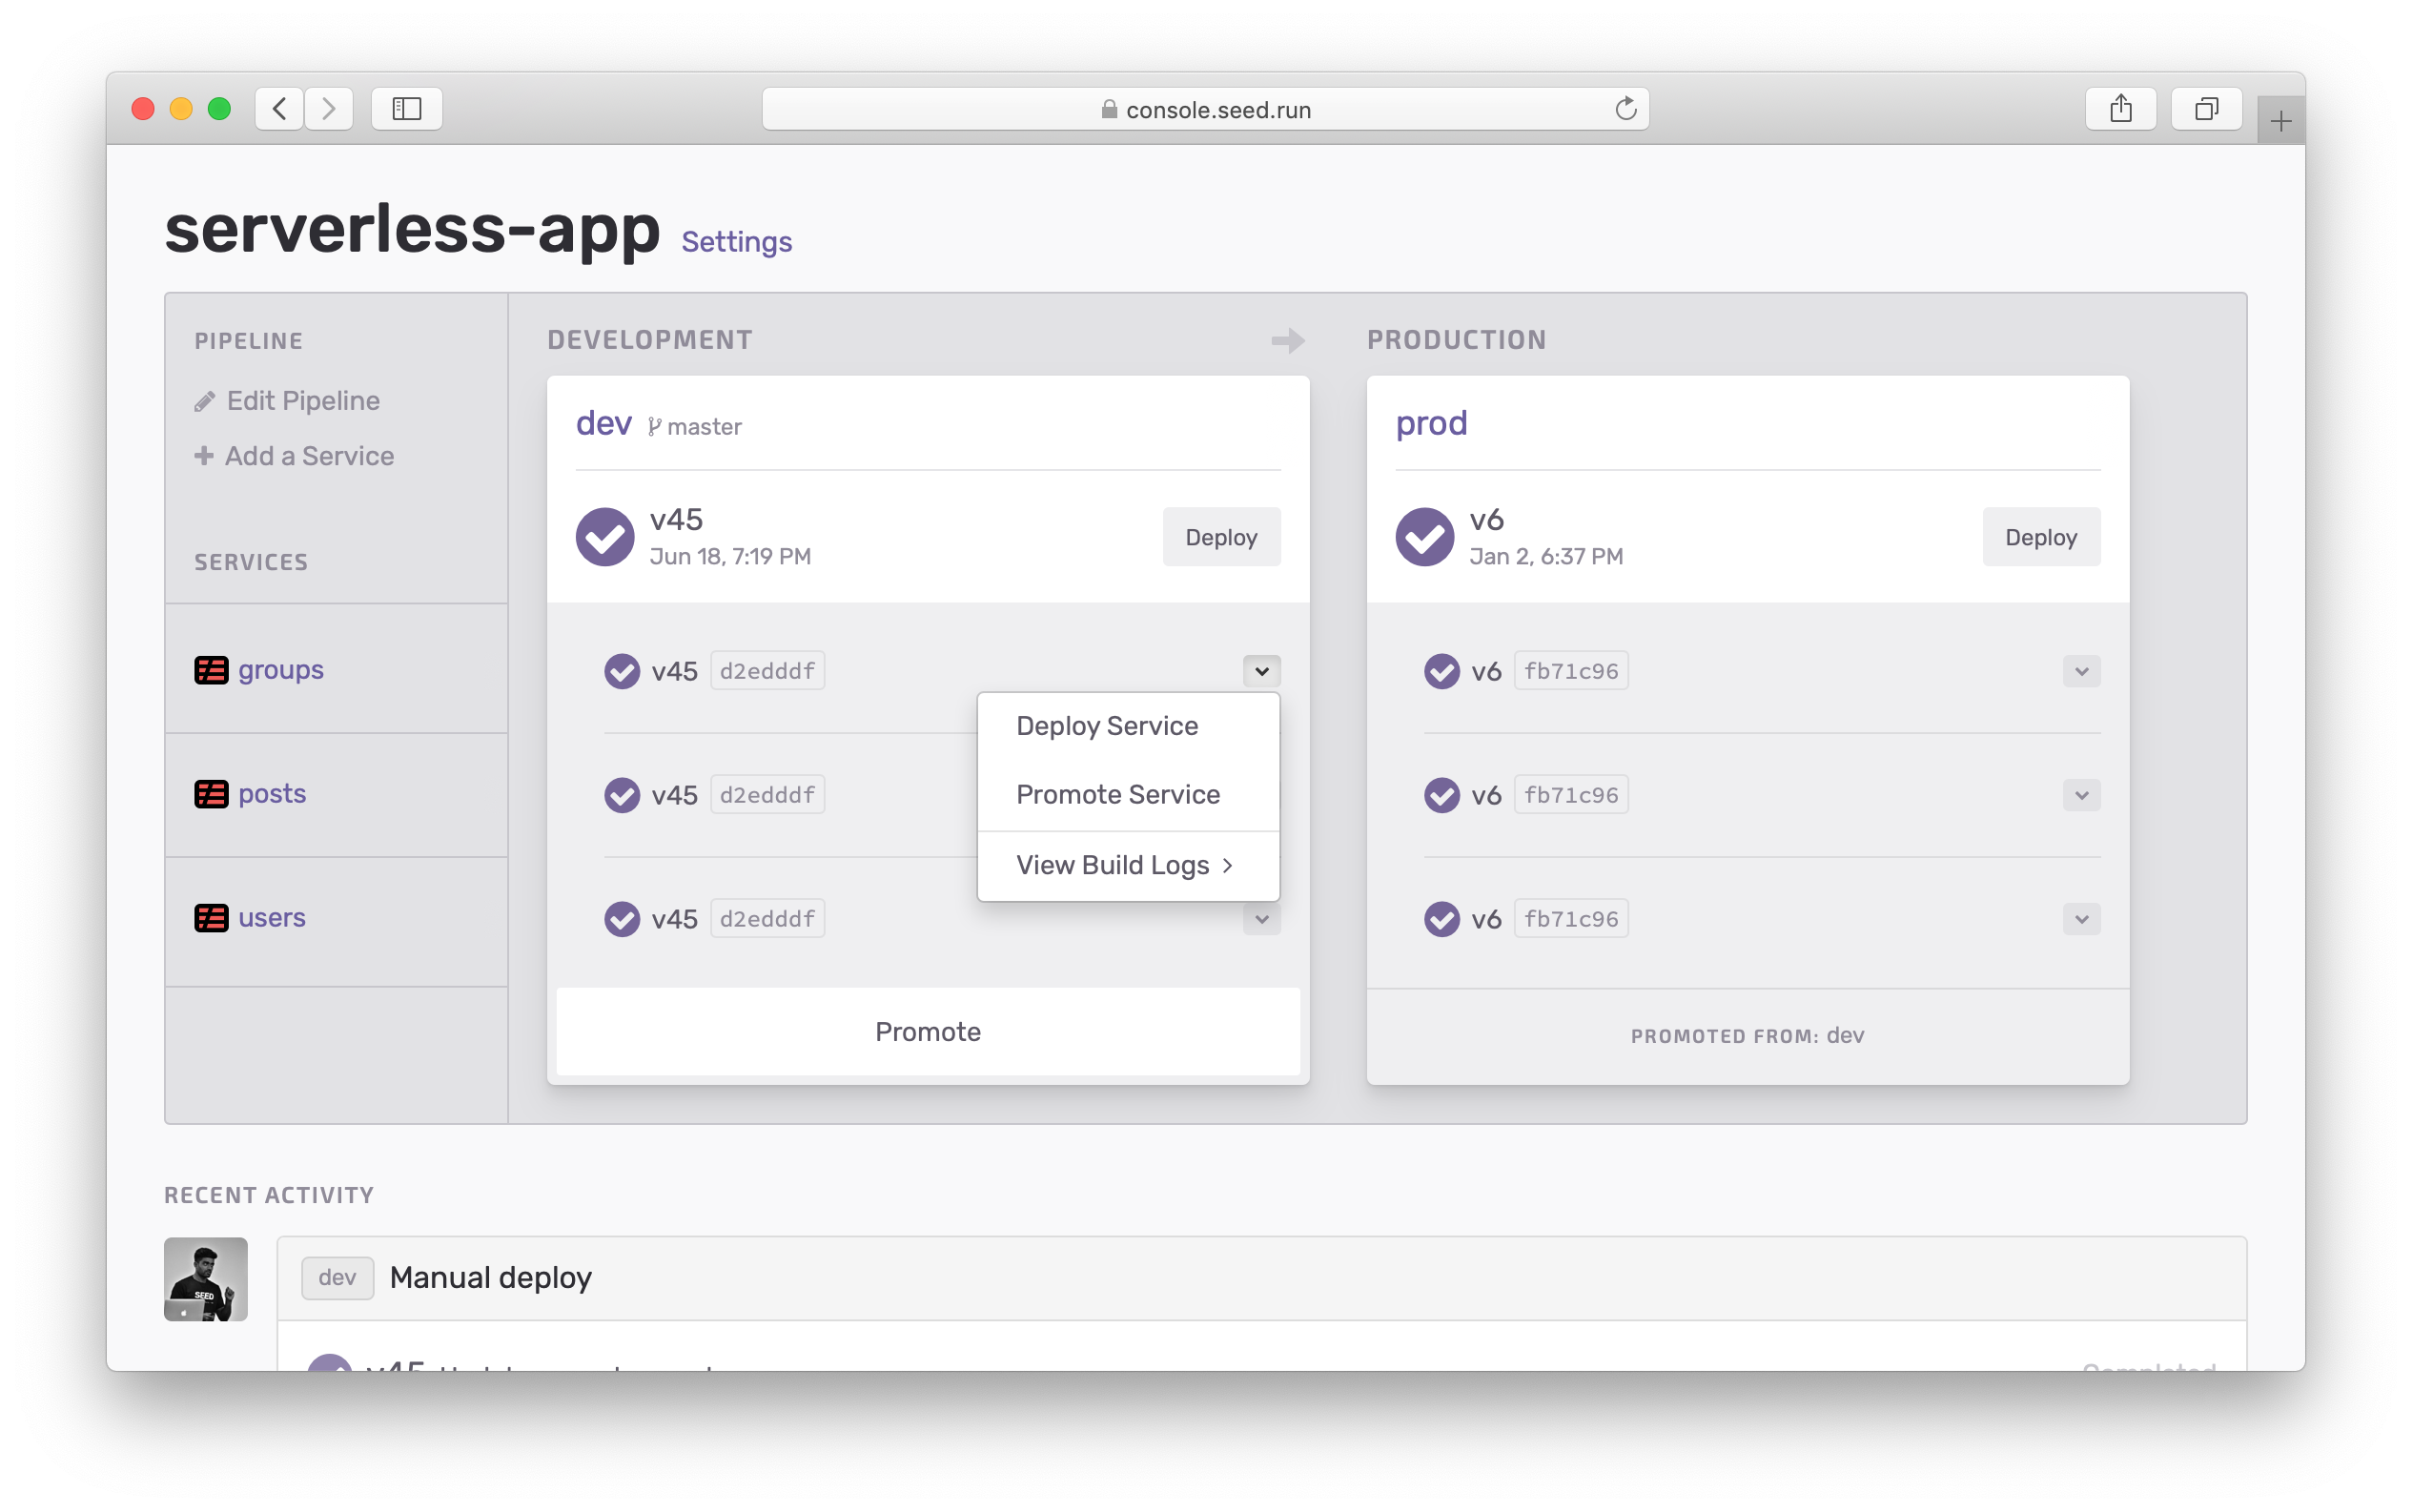 console.seed.run
serverless-app Settings
PIPELINE
Edit Pipeline
Add a Service
SERVICES
groups
posts
users
DEVELOPMENT
dev master
v45
Jun 18, 7:19 PM
Deploy
v45 d2edddf
Deploy Service
Promote Service
View Build Logs
v45 d2edddf
v45 d2edddf
Promote
PRODUCTION
prod
v6
Jan 2, 6:37 PM
Deploy
v6 fb71c96
v6 fb71c96
v6 fb71c96
PROMOTED FROM: dev
RECENT ACTIVITY
SEED
dev Manual deploy
v45
Completed